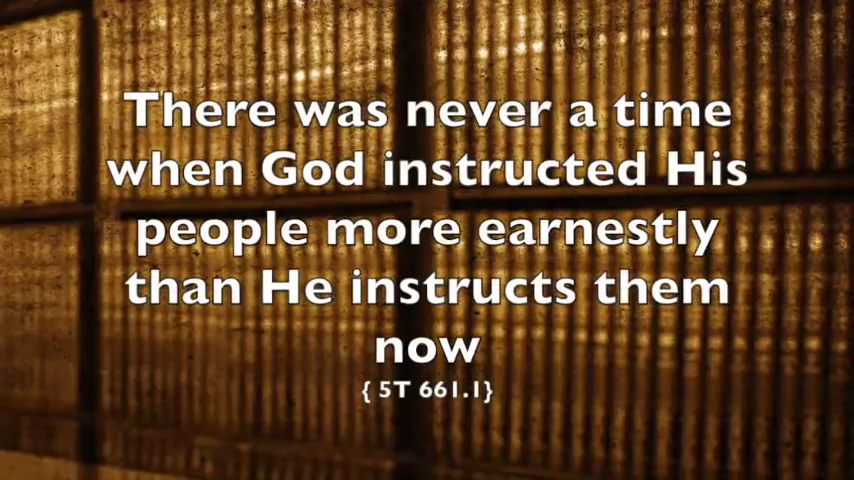 There was never a time
when God instructed His
people more earnestly
than He instructs them
now
{ 5T 661.1}